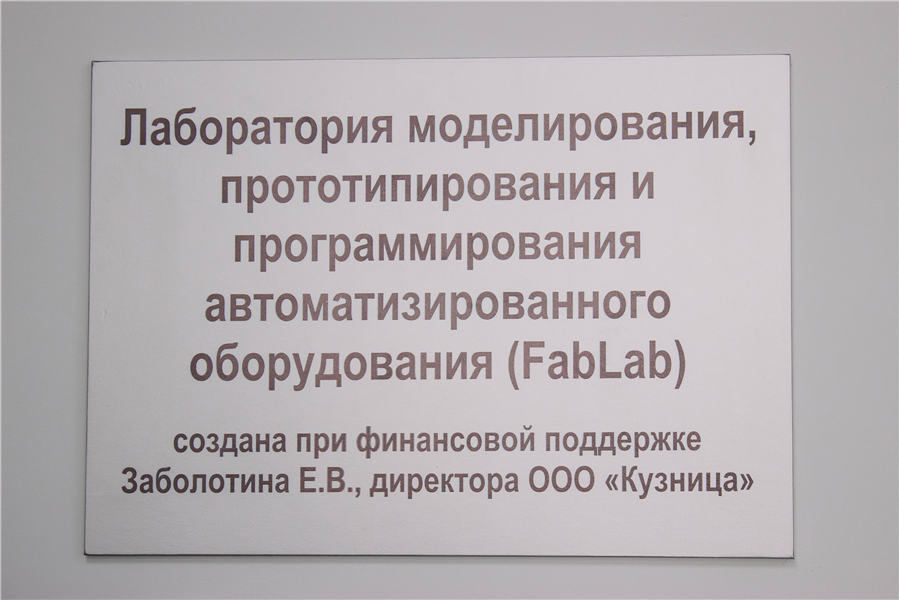 Лаборатория моделирования,
прототипирования и
программирования
автоматизированного
оборудования (FabLab)
создана при финансовой поддержке
Заболотина Е.В., директора ООО «Кузница»